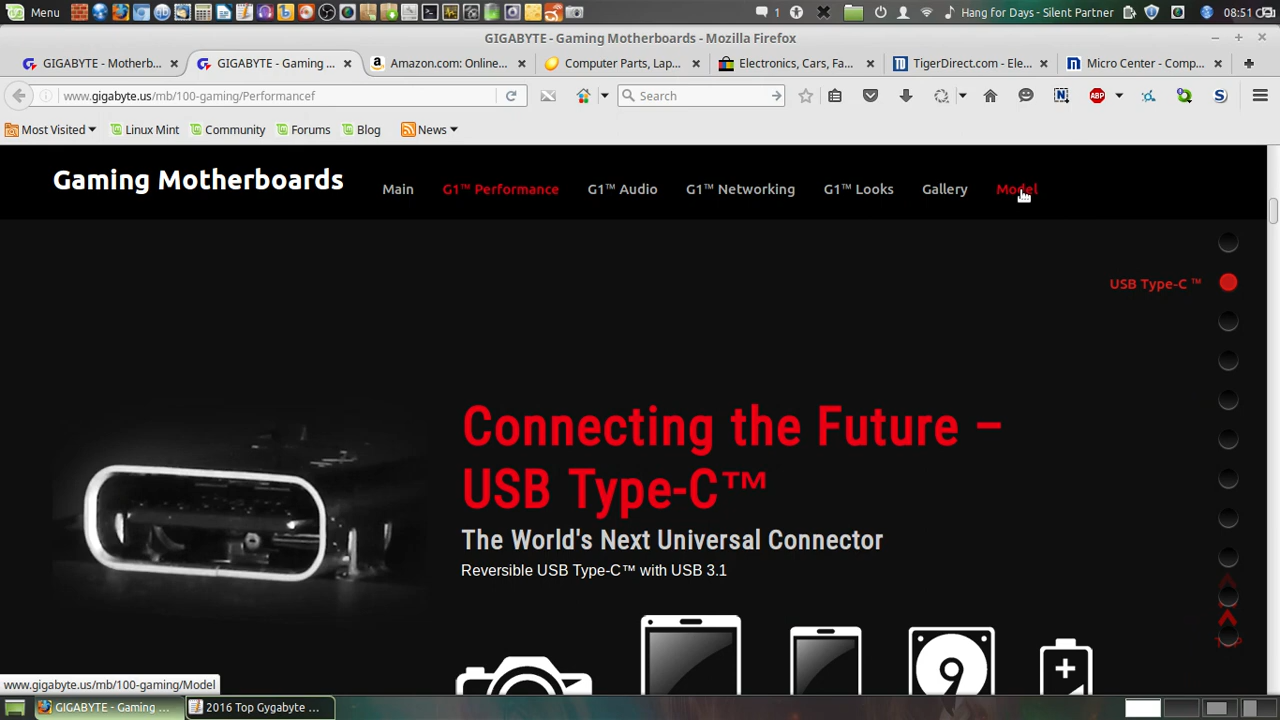 Menu
1
Hang for Days - Silent Partner
08:51
GIGABYTE - Gaming Motherboards - Mozilla Firefox
GIGABYTE - Motherb...
GIGABYTE - Gaming ...
Amazon.com: Online...
Computer Parts, Lap...
Electronics, Cars, Fa...
TigerDirect.com - Ele...
Micro Center - Comp...
www.gigabyte.us/mb/100-gaming/Performancef
Search
ABP
Most Visited
Linux Mint
Community
Forums
Blog
News
Gaming Motherboards
Main
G1™ Performance
G1™ Audio
G1™ Networking
G1™ Looks
Gallery
Model
USB Type-C ™
Connecting the Future –
USB Type-C™
The World's Next Universal Connector
Reversible USB Type-C™ with USB 3.1
www.gigabyte.us/mb/100-gaming/Model
GIGABYTE - Gaming ...
2016 Top Gygabyte ...